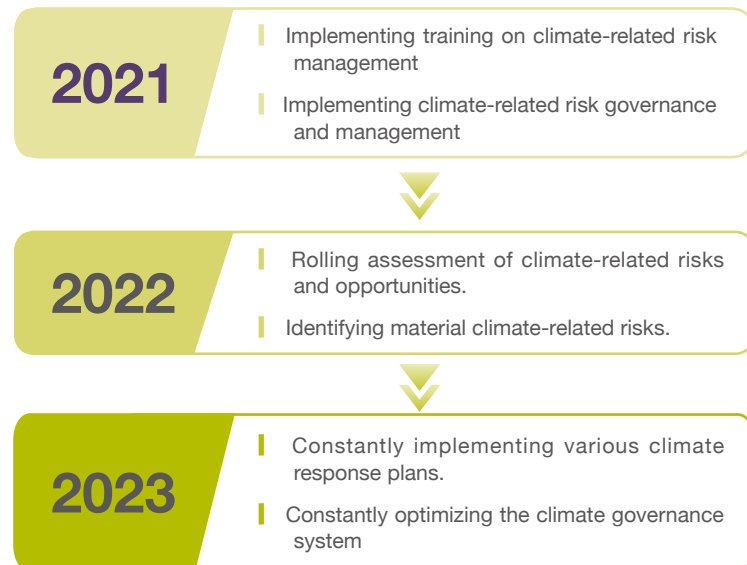 2021
Implementing training on climate-related risk
management
Implementing climate-related risk governance
and management
2022
Rolling assessment of climate-related risks
and opportunities.
Identifying material climate-related risks.
2023
Constantly implementing various climate
response plans.
Constantly optimizing the climate governance
system